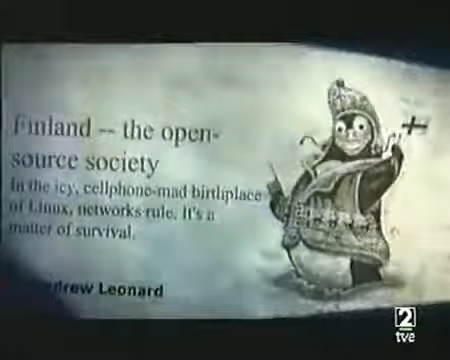 Finland -- the open-
source society
In the icy, cellphone-mad birthplace
of Linux, networks rule. It's a
matter of survival.
drew Leonard
2
tve